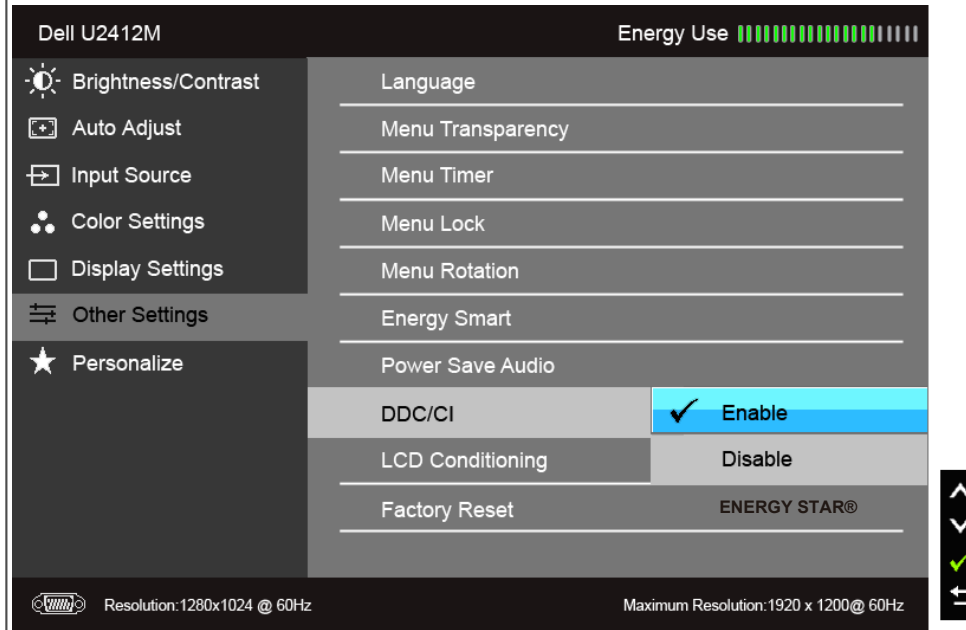 Dell U2412M
Energy Use
Brightness/Contrast
Auto Adjust
Input Source
Color Settings
Display Settings
Other Settings
Personalize
Language
Menu Transparency
Menu Timer
Menu Lock
Menu Rotation
Energy Smart
Power Save Audio
DDC/CI
Enable
LCD Conditioning
Disable
Factory Reset
ENERGY STAR®
Resolution:1280x1024 @ 60Hz
Maximum Resolution:1920 x 1200@ 60Hz